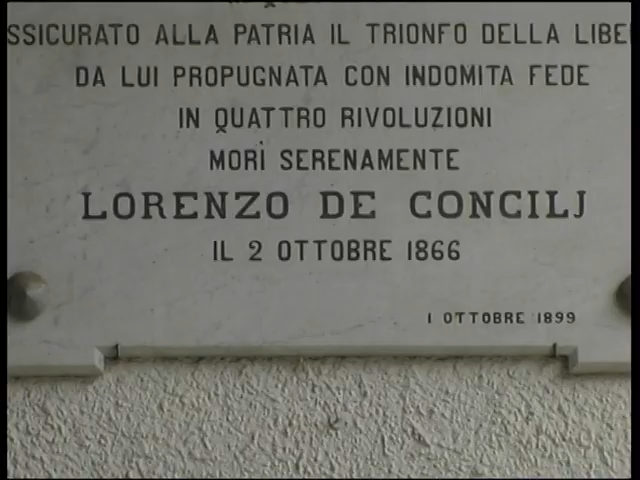 SSICURATO ALLA PATRIA IL TRIONFO DELLA LIBE
DA LUI PROPUGNATA CON INDOMITA FEDE
IN QUATTRO RIVOLUZIONI
MORÌ SERENAMENTE
LORENZO DE CONCILJ
IL 2 OTTOBRE 1866
1 OTTOBRE 1899